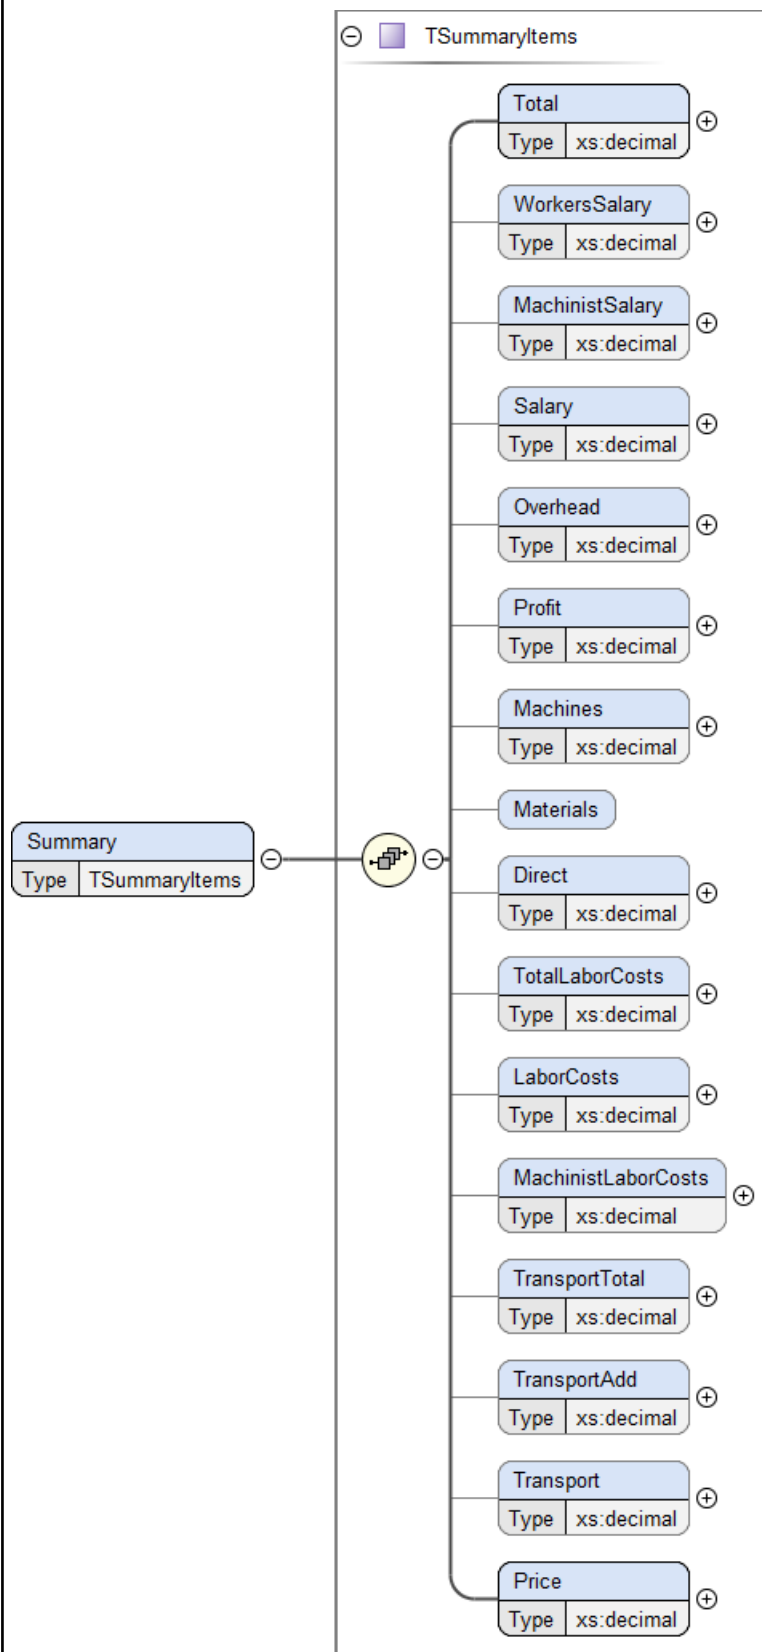 TSummaryItems
Total
Type xs:decimal
WorkersSalary
Type xs:decimal
MachinistSalary
Type xs:decimal
Salary
Type xs:decimal
Overhead
Type xs:decimal
Profit
Type xs:decimal
Machines
Type xs:decimal
Materials
Summary
Type TSummaryItems
Direct
Type xs:decimal
TotalLaborCosts
Type xs:decimal
LaborCosts
Type xs:decimal
MachinistLaborCosts
Type xs:decimal
TransportTotal
Type xs:decimal
TransportAdd
Type xs:decimal
Transport
Type xs:decimal
Price
Type xs:decimal